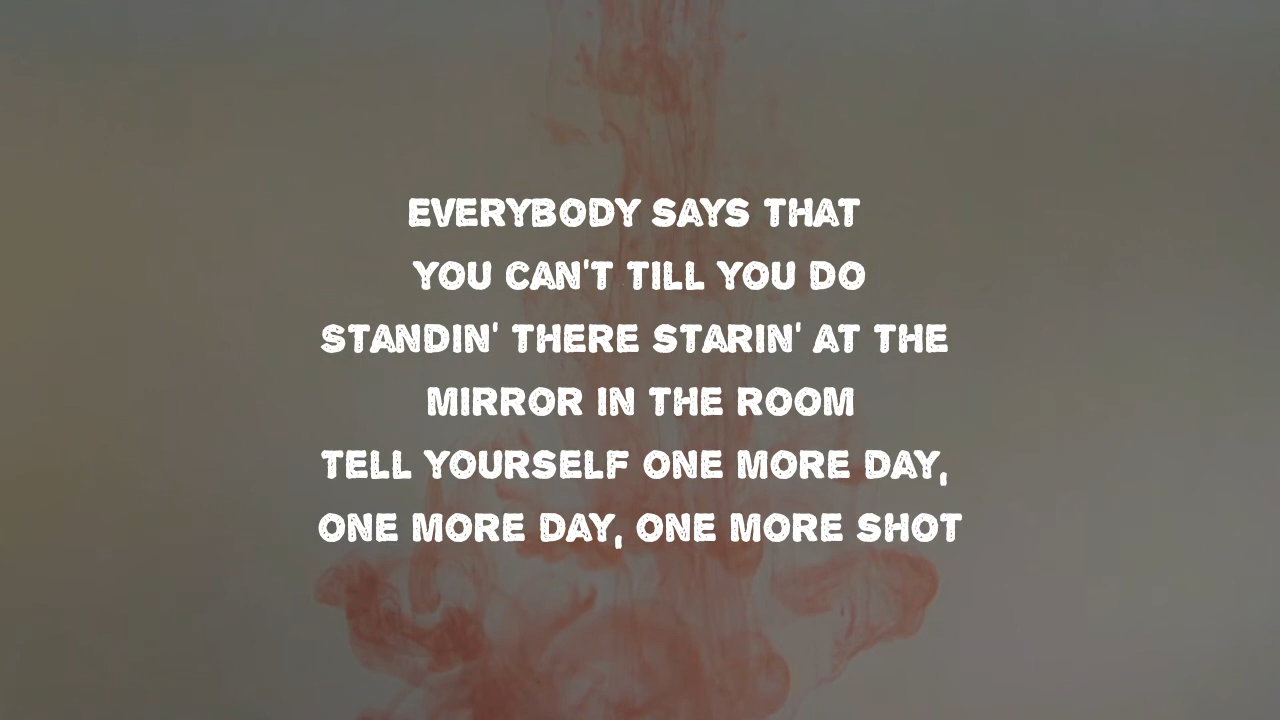 EVERYBODY SAYS THAT
YOU CAN'T TILL YOU DO
STANDIN' THERE STARIN' AT THE
MIRROR IN THE ROOM
TELL YOURSELF ONE MORE DAY,
ONE MORE DAY, ONE MORE SHOT